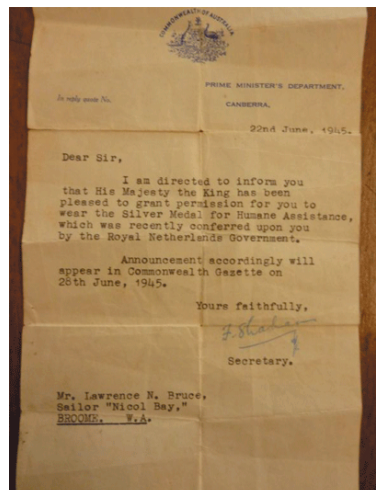 COMMONWEALTH OF AUSTRALIA
PRIME MINISTER'S DEPARTMENT,
In reply quote No.
CANBERRA.
22nd June, 1945.
Dear Sir,
I am directed to inform you
that His Majesty the King has been
pleased to grant permission for you to
wear the Silver Medal for Humane Assistance,
which was recently conferred upon you
by the Royal Netherlands Government.
Announcement accordingly will
appear in Commonwealth Gazette on
28th June, 1945.
Yours faithfully,
Secretary.
Mr. Lawrence N. Bruce,
Sailor "Nicol Bay,"
BROOME. W.A.